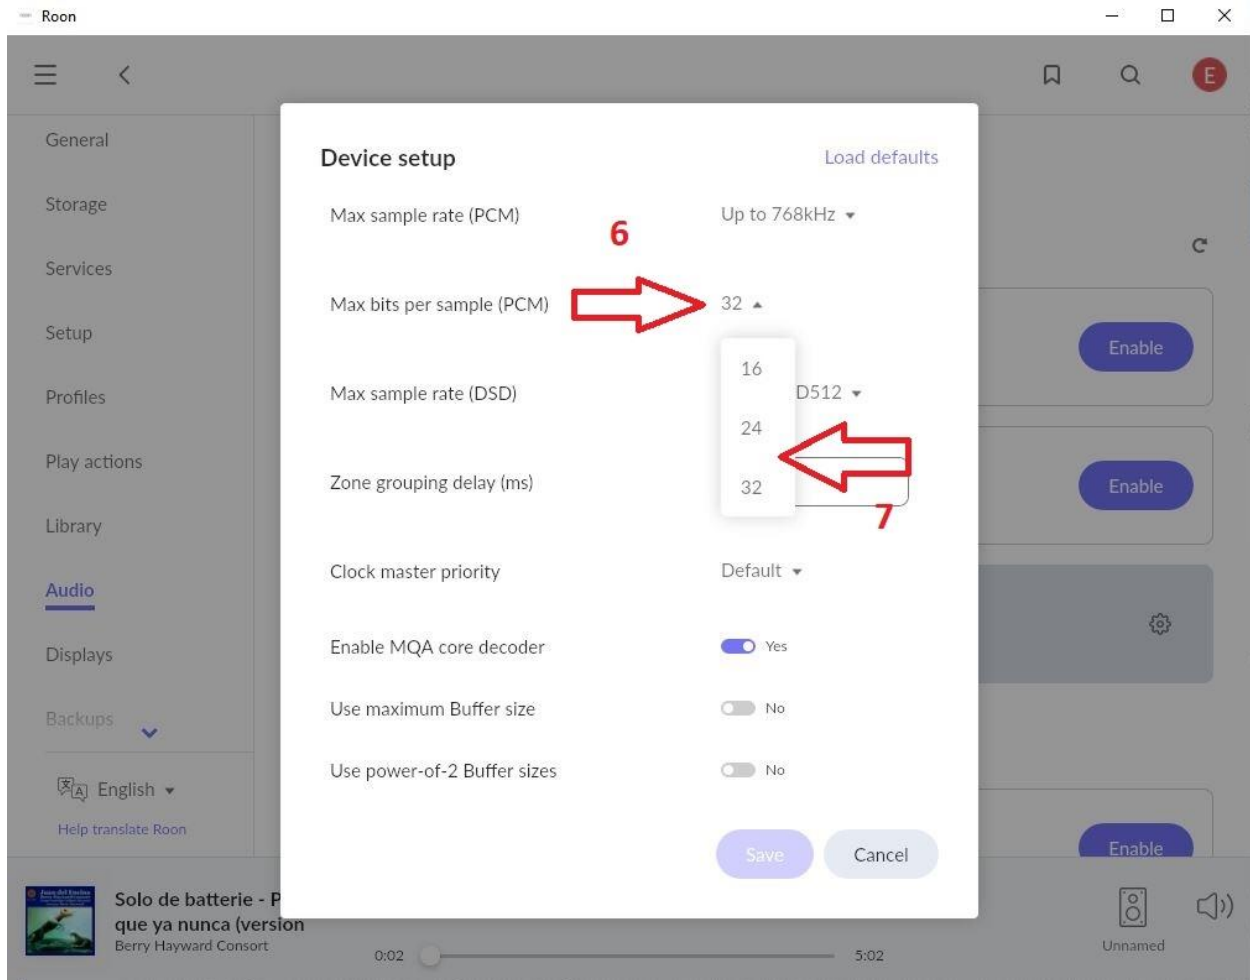 Roon
E
General
Storage
Services
Setup
Profiles
Play actions
Library
Audio
Displays
Backups
English
Help translate Roon
Device setup
Load defaults
Max sample rate (PCM)
Up to 768kHz
6
Max bits per sample (PCM)
32
16
24
32
Max sample rate (DSD)
D512
Zone grouping delay (ms)
7
Clock master priority
Default
Enable MQA core decoder
Yes
Use maximum Buffer size
No
Use power-of-2 Buffer sizes
No
Save
Cancel
Enable
Enable
Enable
Solo de batterie - P
que ya nunca (version
Berry Hayward Consort
0:02
5:02
Unnamed